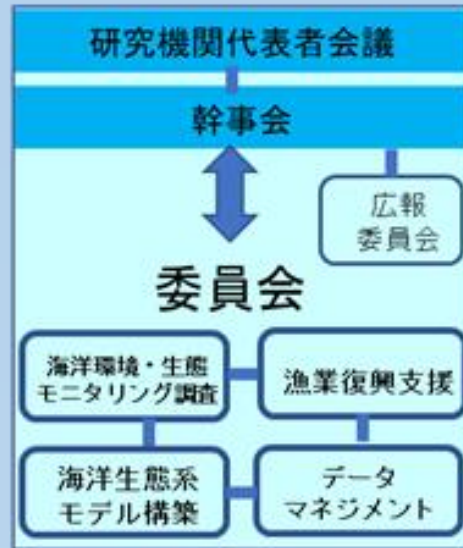 研究機関代表者会議
幹事会
広報
委員会
委員会
海洋環境・生態
モニタリング調査
漁業復興支援
海洋生態系
モデル構築
データ
マネジメント